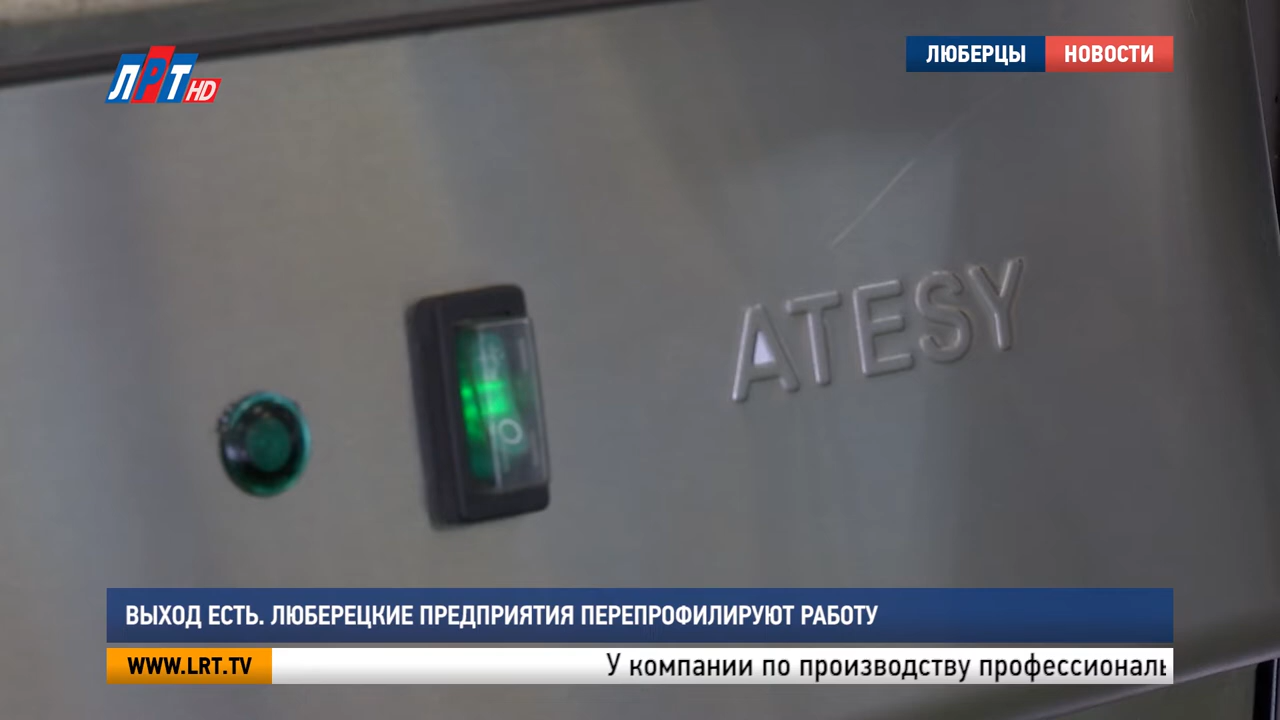 ЛРТ HD
ЛЮБЕРЦЫ НОВОСТИ
ATESY
ВЫХОД ЕСТЬ. ЛЮБЕРЕЦКИЕ ПРЕДПРИЯТИЯ ПЕРЕПРОФИЛИРУЮТ РАБОТУ
WWW.LRT.TV У компании по производству профессиональ